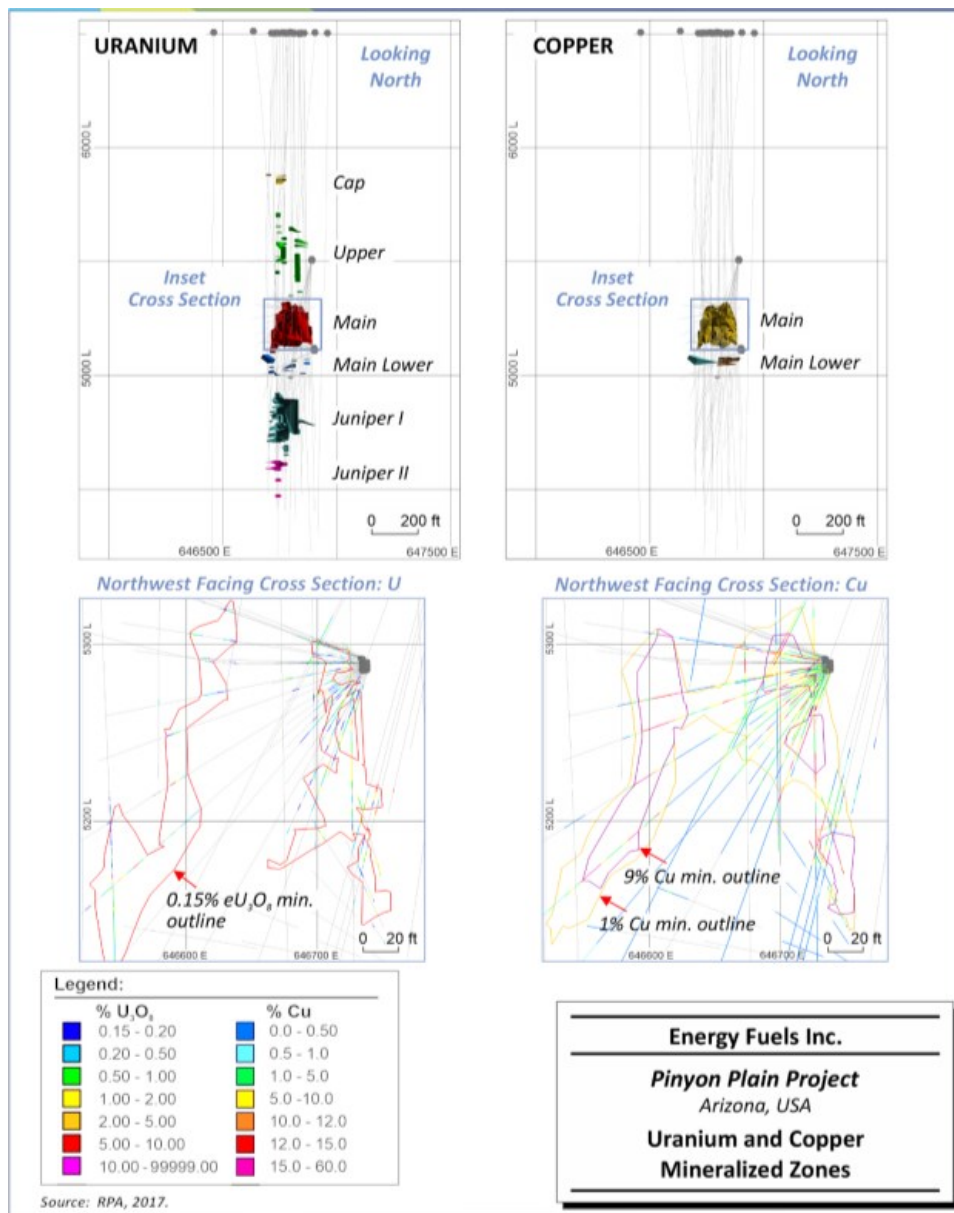 URANIUM
Looking
North
6000 L
Cap
Upper
Inset
Cross Section
Main
Main Lower
5000 L
Juniper I
Juniper II
0 200 ft
646500 E 647500 E
COPPER
Looking
North
6000 L
Inset
Cross Section
Main
Main Lower
5000 L
0 200 ft
646500 E 647500 E
Northwest Facing Cross Section: U
5300 L
5200 L
0.15% eU₃O₈ min.
outline
0 20 ft
646600 E 646700 E
Northwest Facing Cross Section: Cu
5300 L
5200 L
9% Cu min. outline
1% Cu min. outline
0 20 ft
646600 E 646700 E
Legend:
% U₃O₈ % Cu
0.15 - 0.20 0.0 - 0.50
0.20 - 0.50 0.5 - 1.0
0.50 - 1.00 1.0 - 5.0
1.00 - 2.00 5.0 -10.0
2.00 - 5.00 10.0 - 12.0
5.00 - 10.00 12.0 - 15.0
10.00 - 99999.00 15.0 - 60.0
Energy Fuels Inc.
Pinyon Plain Project
Arizona, USA
Uranium and Copper
Mineralized Zones
Source: RPA, 2017.